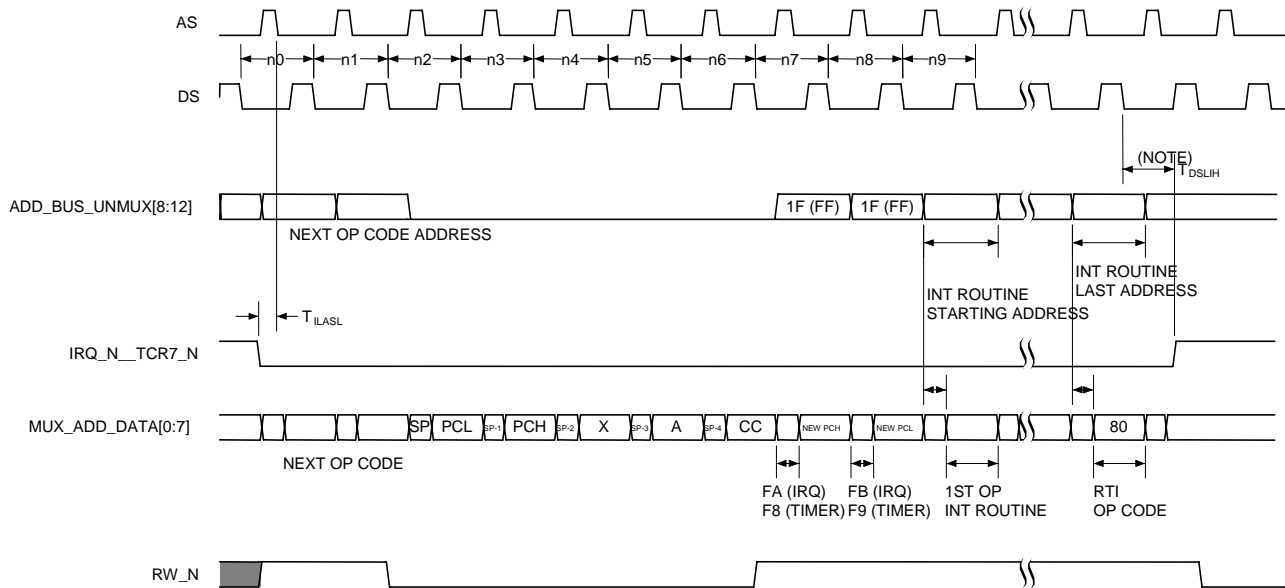 AS
n0 n1 n2 n3 n4 n5 n6 n7 n8 n9
DS
(NOTE)
TDSLIH
ADD_BUS_UNMUX[8:12]
1F (FF) 1F (FF)
NEXT OP CODE ADDRESS
INT ROUTINE
STARTING ADDRESS
INT ROUTINE
LAST ADDRESS
TILASL
IRQ_N__TCR7_N
MUX_ADD_DATA[0:7]
SP PCL SP-1 PCH SP-2 X SP-3 A SP-4 CC NEW PCH NEW PCL 80
NEXT OP CODE
FA (IRQ)
F8 (TIMER)
FB (IRQ)
F9 (TIMER)
1ST OP
INT ROUTINE
RTI
OP CODE
RW_N